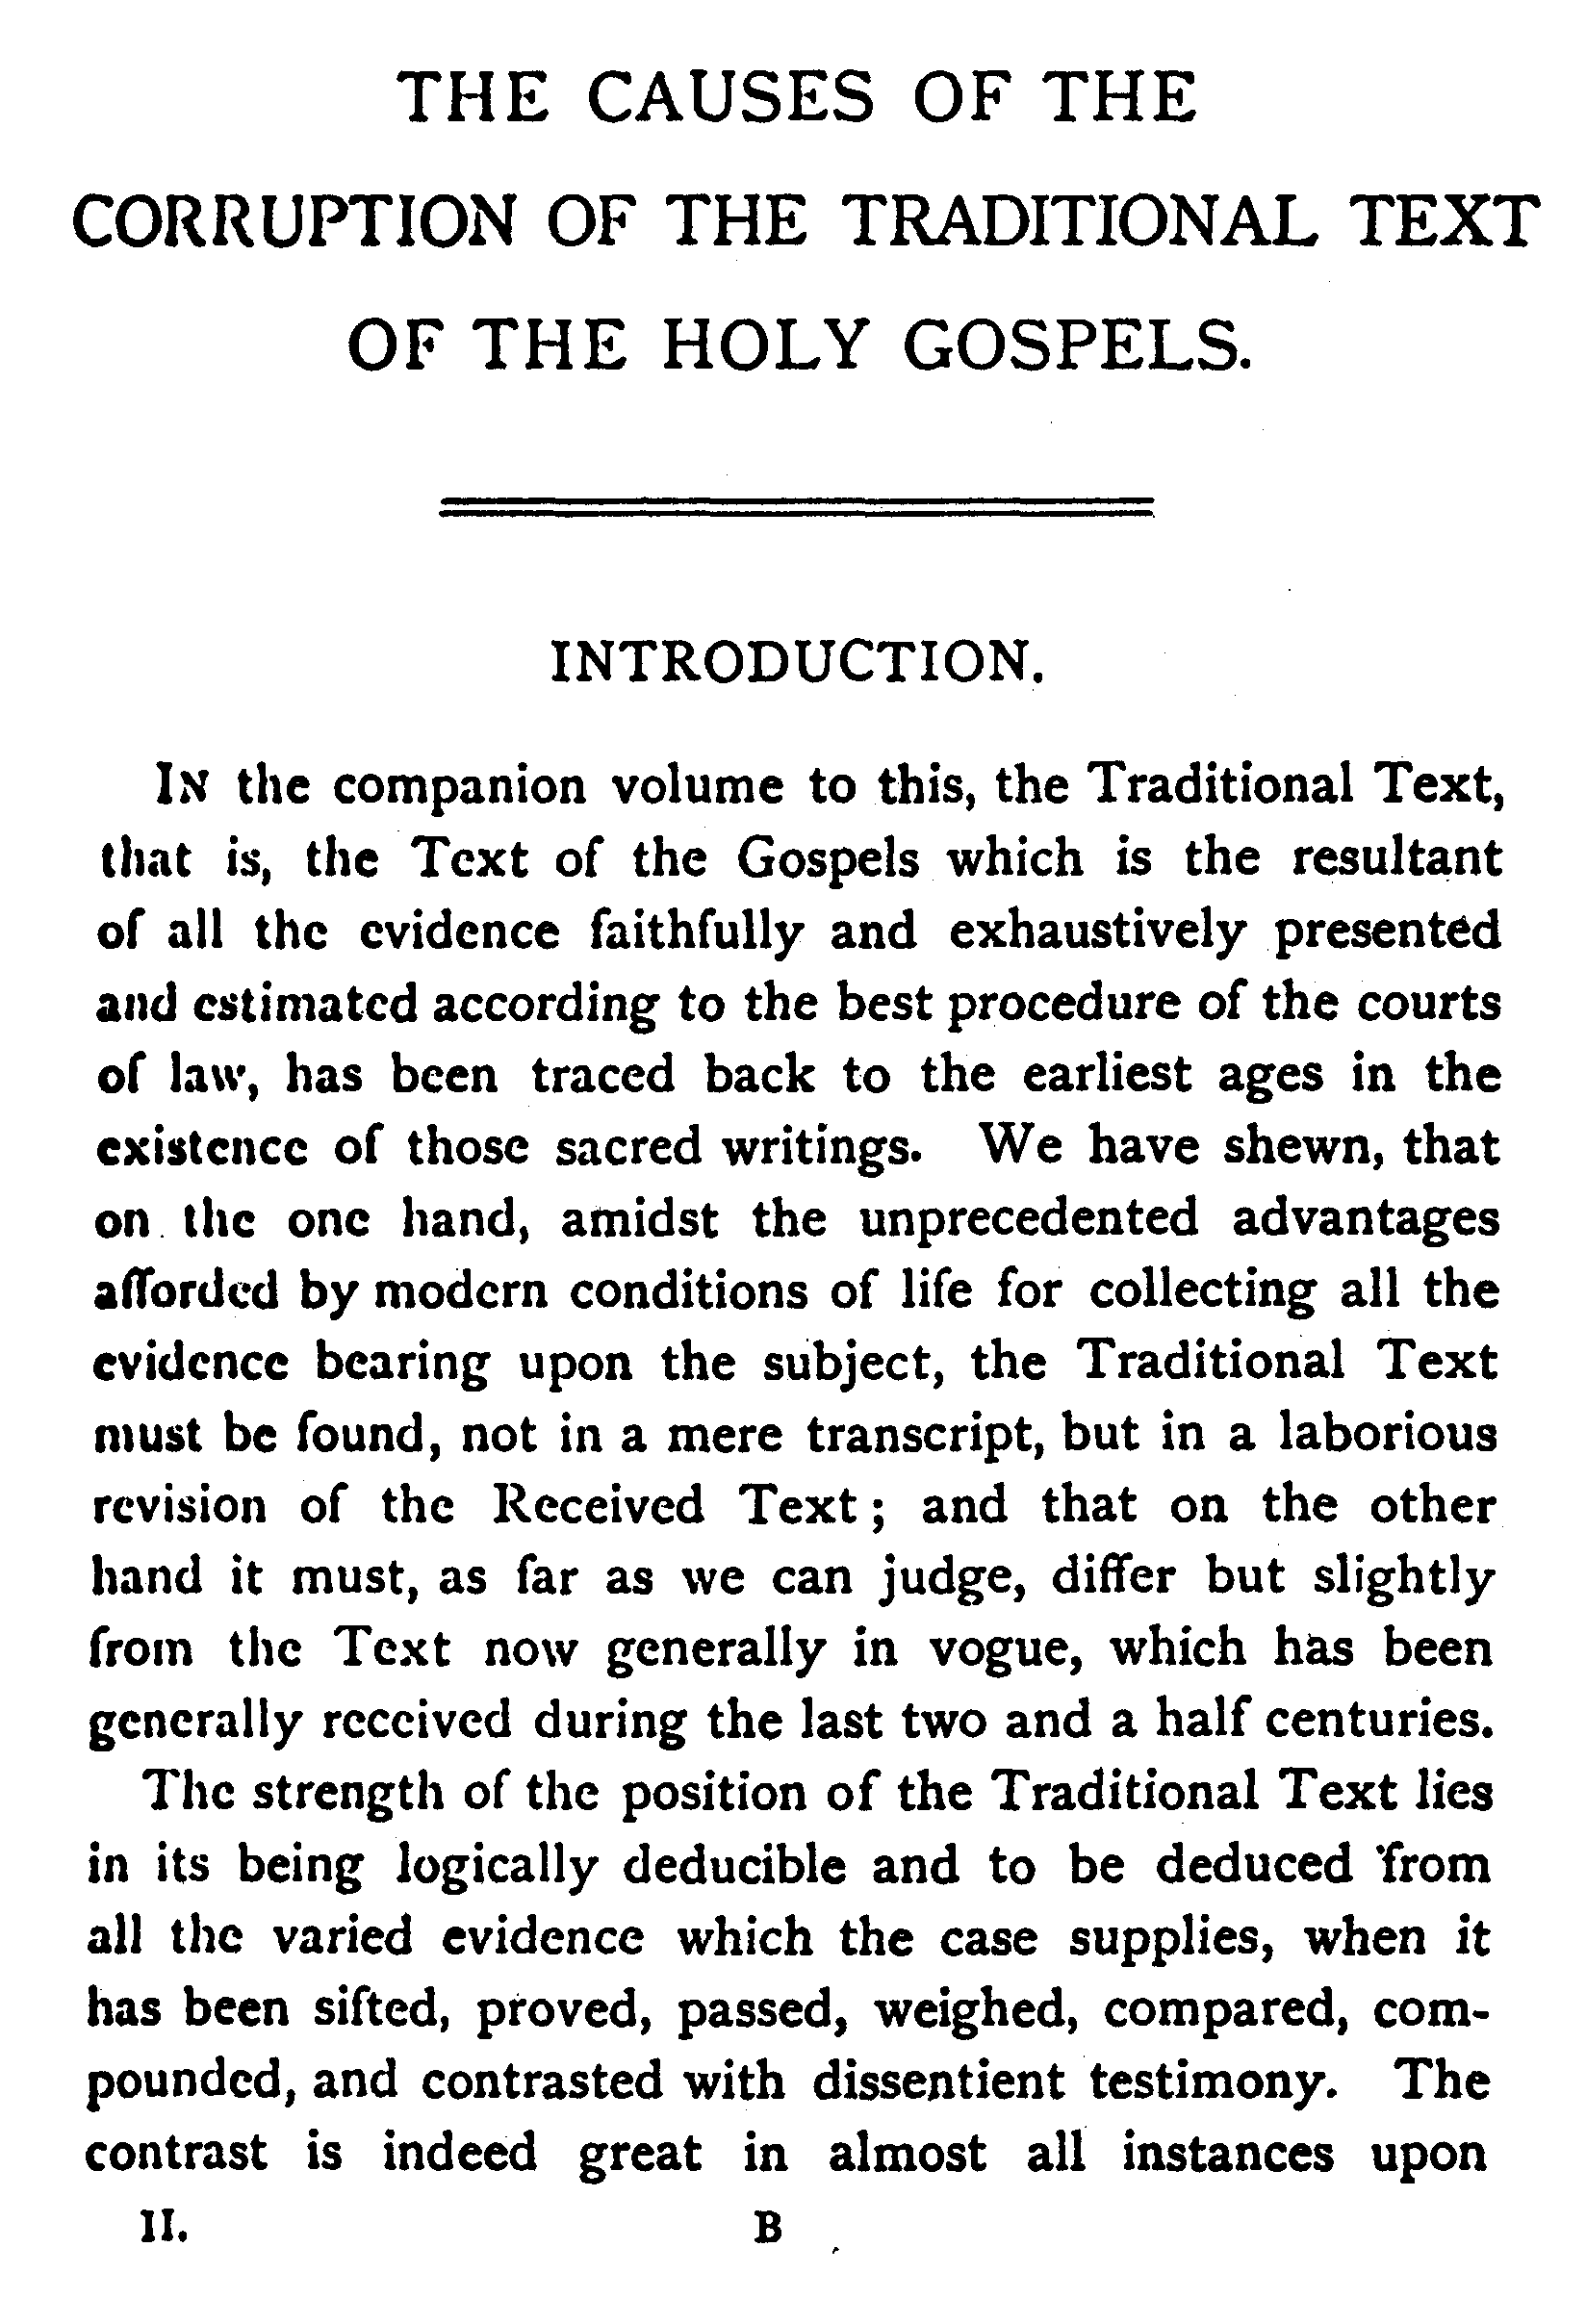 THE CAUSES OF THE
CORRUPTION OF THE TRADITIONAL TEXT
OF THE HOLY GOSPELS.
INTRODUCTION.
IN the companion volume to this, the Traditional Text,
that is, the Text of the Gospels which is the resultant
of all the evidence faithfully and exhaustively presented
and estimated according to the best procedure of the courts
of law, has been traced back to the earliest ages in the
existence of those sacred writings. We have shewn, that
on the one hand, amidst the unprecedented advantages
afforded by modern conditions of life for collecting all the
evidence bearing upon the subject, the Traditional Text
must be found, not in a mere transcript, but in a laborious
revision of the Received Text; and that on the other
hand it must, as far as we can judge, differ but slightly
from the Text now generally in vogue, which has been
generally received during the last two and a half centuries.
The strength of the position of the Traditional Text lies
in its being logically deducible and to be deduced from
all the varied evidence which the case supplies, when it
has been sifted, proved, passed, weighed, compared, com-
pounded, and contrasted with dissentient testimony. The
contrast is indeed great in almost all instances upon
II. B